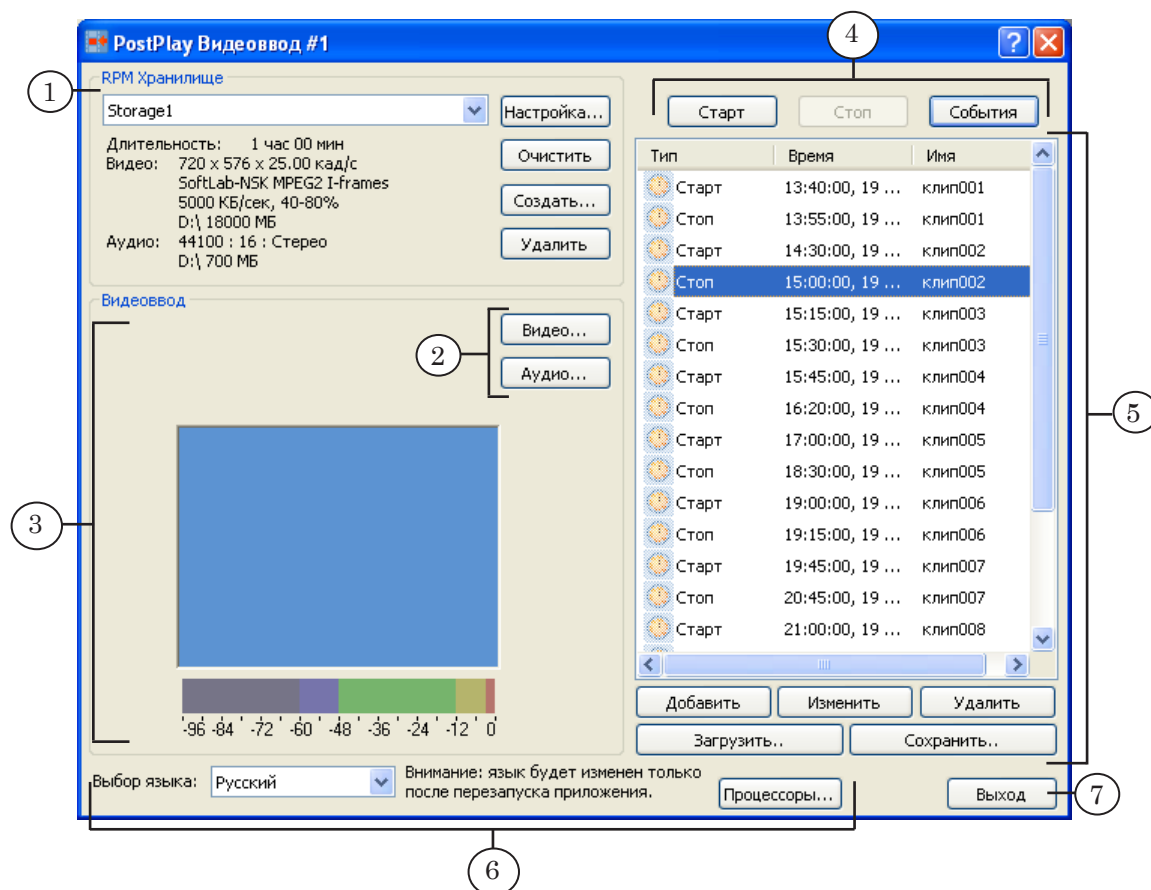 PostPlay Видеоввод #1
4
1
RPM Хранилище
Storage1
Настройка...
Длительность: 1 час 00 мин
Видео: 720 x 576 x 25.00 кад/с
SoftLab-NSK MPEG2 I-frames
5000 КБ/сек, 40-80%
D:\ 18000 МБ
Аудио: 44100 : 16 : Стерео
D:\ 700 МБ
Очистить
Создать...
Удалить
Видеоввод
2
Видео...
Аудио...
3
-96 -84 -72 -60 -48 -36 -24 -12 0
Старт Стоп События
Тип Время Имя
Старт 13:40:00, 19 ... клип001
Стоп 13:55:00, 19 ... клип001
Старт 14:30:00, 19 ... клип002
Стоп 15:00:00, 19 ... клип002
Старт 15:15:00, 19 ... клип003
Стоп 15:30:00, 19 ... клип003
Старт 15:45:00, 19 ... клип004
Стоп 16:20:00, 19 ... клип004
Старт 17:00:00, 19 ... клип005
Стоп 18:30:00, 19 ... клип005
Старт 19:00:00, 19 ... клип006
Стоп 19:15:00, 19 ... клип006
Старт 19:45:00, 19 ... клип007
Стоп 20:45:00, 19 ... клип007
Старт 21:00:00, 19 ... клип008
5
Добавить Изменить Удалить
Загрузить.. Сохранить..
Выбор языка: Русский
Внимание: язык будет изменен только
после перезапуска приложения.
Процессоры...
Выход
7
6